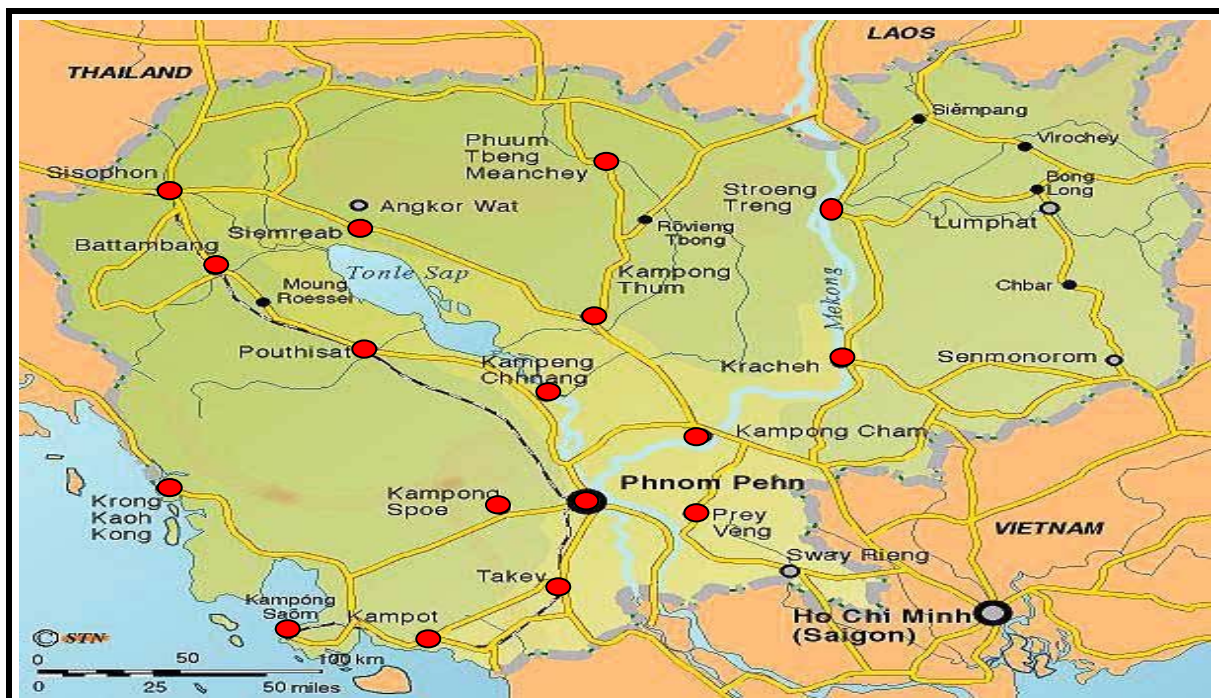 LAOS
THAILAND
Siĕmpang
Virochey
Phuum
Tbeng
Meanchey
Sisophon
Bong
Long
Stroeng
Treng
Angkor Wat
Lumphat
Siemreab
Rōvieng
Tbong
Battambang
Tonle Sap
Moung
Roessei
Kampong
Thum
Chbar
Mekong
Pouthisat
Kampeng
Chhnang
Kracheh
Senmonorom
Kampong Cham
Phnom Pehn
Krong
Kaoh
Kong
Kampong
Spoe
Prey
Veng
VIETNAM
Sway Rieng
Takev
Kampóng
Saôm
Kampot
Ho Chi Minh
(Saigon)
© STN
0 50 100 km
0 25 50 miles